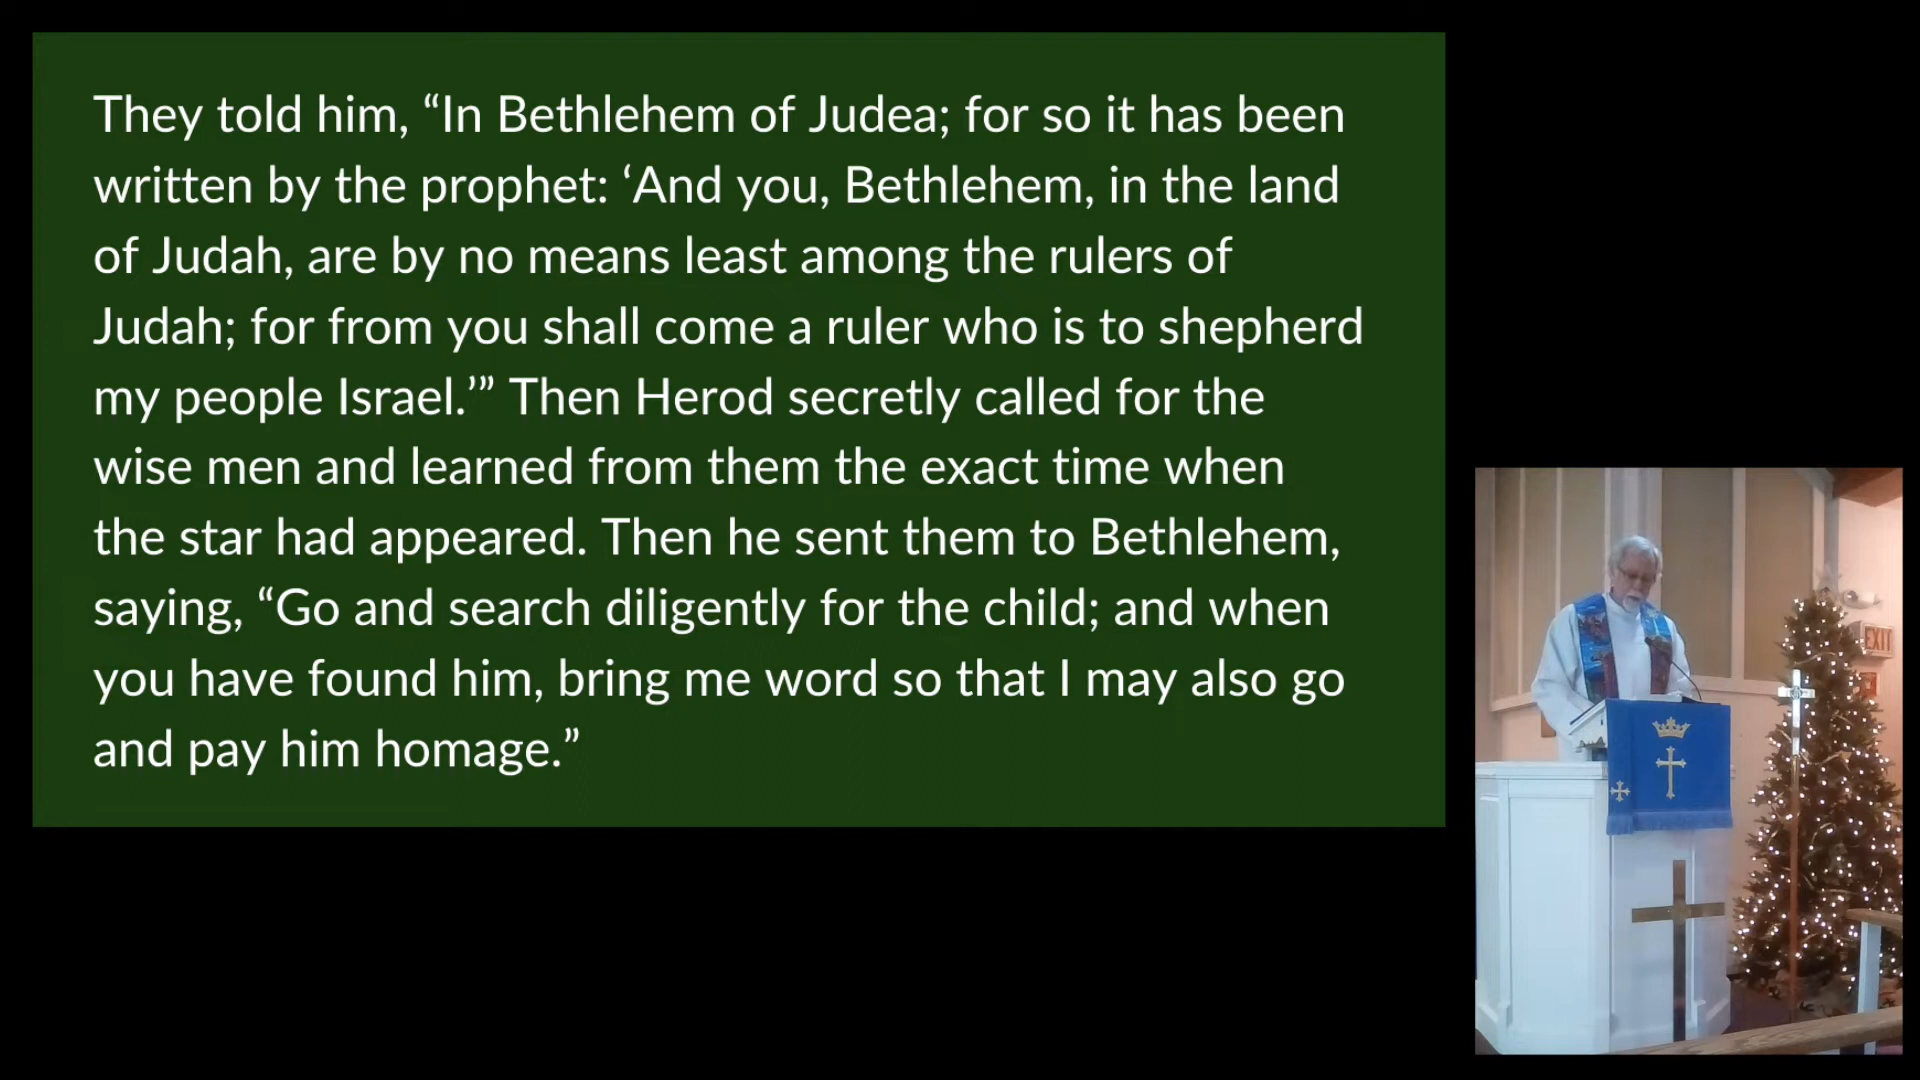 They told him, “In Bethlehem of Judea; for so it has been
written by the prophet: ‘And you, Bethlehem, in the land
of Judah, are by no means least among the rulers of
Judah; for from you shall come a ruler who is to shepherd
my people Israel.’” Then Herod secretly called for the
wise men and learned from them the exact time when
the star had appeared. Then he sent them to Bethlehem,
saying, “Go and search diligently for the child; and when
you have found him, bring me word so that I may also go
and pay him homage.”
EXIT